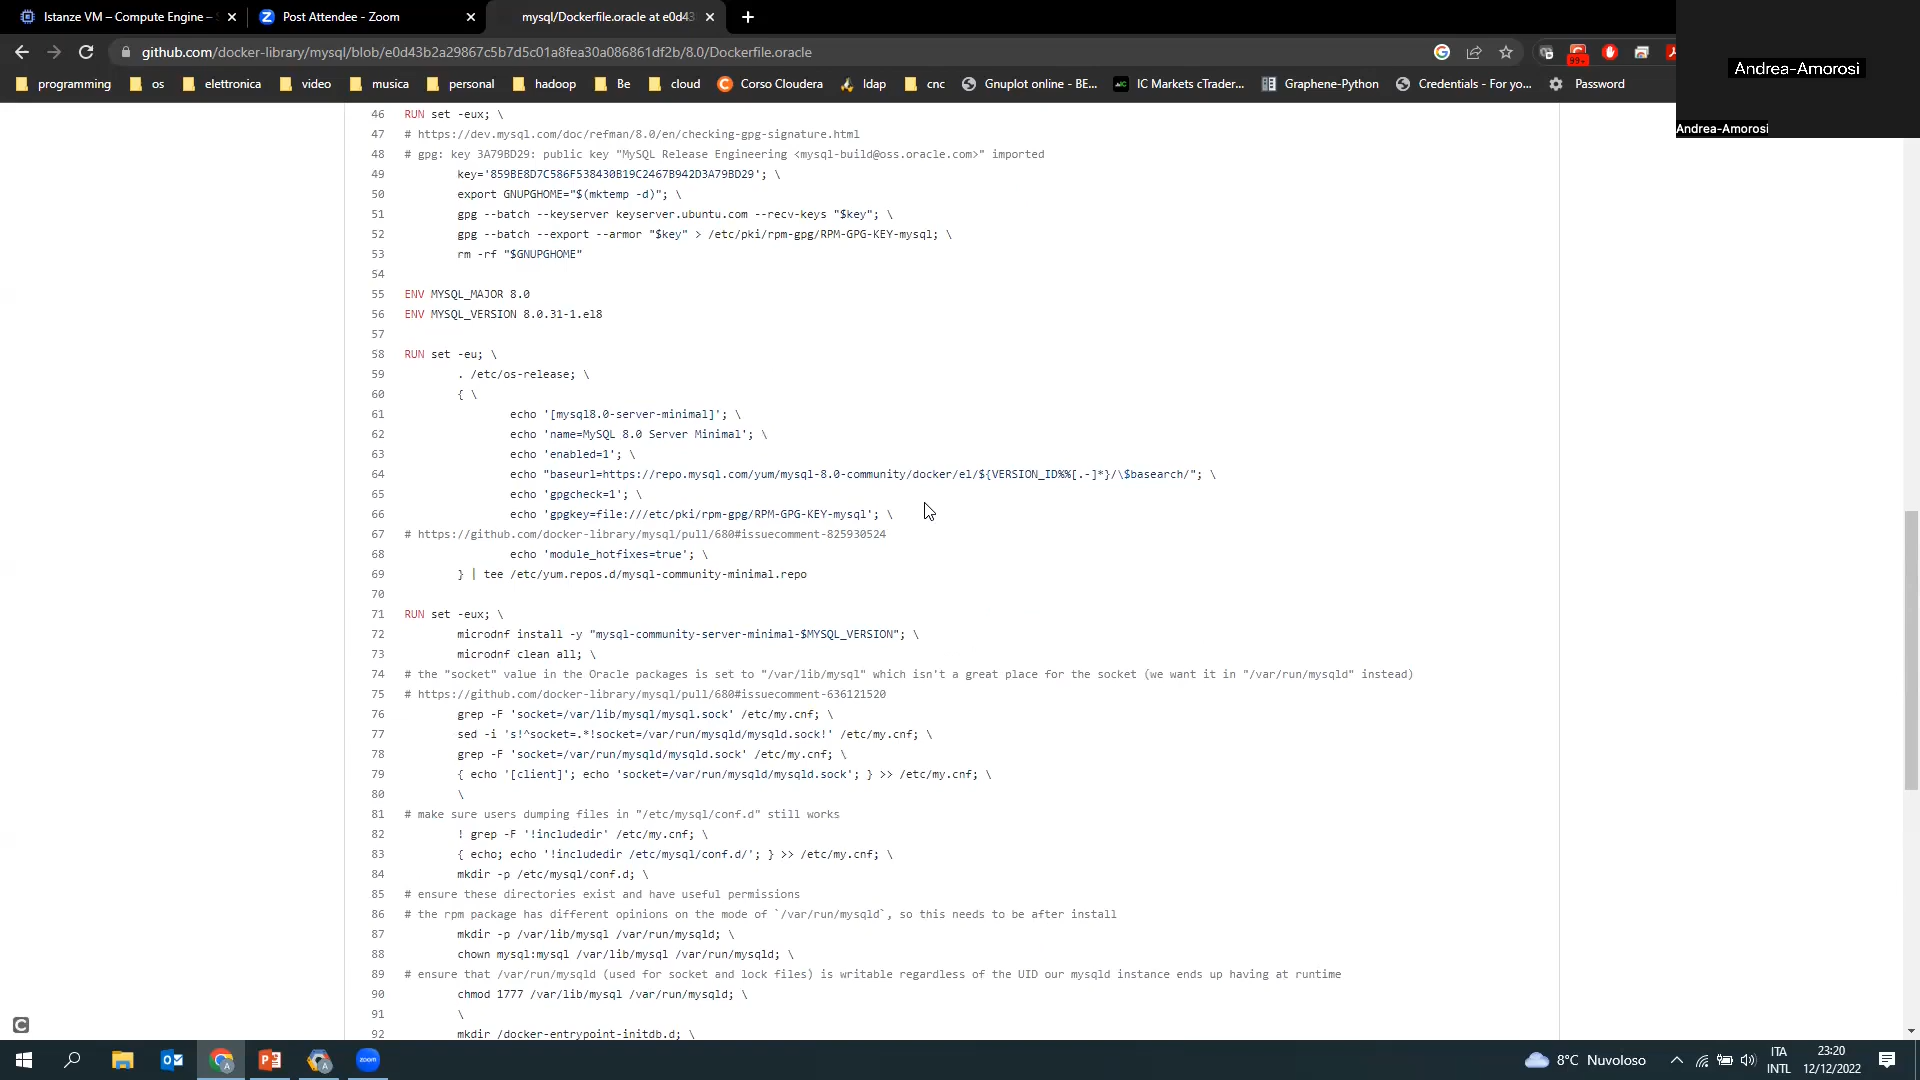 Istanze VM – Compute Engine –
Post Attendee - Zoom
mysql/Dockerfile.oracle at e0d43
github.com/docker-library/mysql/blob/e0d43b2a29867c5b7d5c01a8fea30a086861df2b/8.0/Dockerfile.oracle
99+
programming
os
elettronica
video
musica
personal
hadoop
Be
cloud
Corso Cloudera
ldap
cnc
Gnuplot online - BE...
IC Markets cTrader...
Graphene-Python
Credentials - For yo...
Password
Andrea-Amorosi
Andrea-Amorosi
46 RUN set -eux; \
47 # https://dev.mysql.com/doc/refman/8.0/en/checking-gpg-signature.html
48 # gpg: key 3A79BD29: public key "MySQL Release Engineering <mysql-build@oss.oracle.com>" imported
49 key='859BE8D7C586F538430B19C2467B942D3A79BD29'; \
50 export GNUPGHOME="$(mktemp -d)"; \
51 gpg --batch --keyserver keyserver.ubuntu.com --recv-keys "$key"; \
52 gpg --batch --export --armor "$key" > /etc/pki/rpm-gpg/RPM-GPG-KEY-mysql; \
53 rm -rf "$GNUPGHOME"
54
55 ENV MYSQL_MAJOR 8.0
56 ENV MYSQL_VERSION 8.0.31-1.el8
57
58 RUN set -eu; \
59 . /etc/os-release; \
60 { \
61 echo '[mysql8.0-server-minimal]'; \
62 echo 'name=MySQL 8.0 Server Minimal'; \
63 echo 'enabled=1'; \
64 echo "baseurl=https://repo.mysql.com/yum/mysql-8.0-community/docker/el/${VERSION_ID%%[.-]*}/\$basearch/"; \
65 echo 'gpgcheck=1'; \
66 echo 'gpgkey=file:///etc/pki/rpm-gpg/RPM-GPG-KEY-mysql'; \
67 # https://github.com/docker-library/mysql/pull/680#issuecomment-825930524
68 echo 'module_hotfixes=true'; \
69 } | tee /etc/yum.repos.d/mysql-community-minimal.repo
70
71 RUN set -eux; \
72 microdnf install -y "mysql-community-server-minimal-$MYSQL_VERSION"; \
73 microdnf clean all; \
74 # the "socket" value in the Oracle packages is set to "/var/lib/mysql" which isn't a great place for the socket (we want it in "/var/run/mysqld" instead)
75 # https://github.com/docker-library/mysql/pull/680#issuecomment-636121520
76 grep -F 'socket=/var/lib/mysql/mysql.sock' /etc/my.cnf; \
77 sed -i 's!^socket=.*!socket=/var/run/mysqld/mysqld.sock!' /etc/my.cnf; \
78 grep -F 'socket=/var/run/mysqld/mysqld.sock' /etc/my.cnf; \
79 { echo '[client]'; echo 'socket=/var/run/mysqld/mysqld.sock'; } >> /etc/my.cnf; \
80 \
81 # make sure users dumping files in "/etc/mysql/conf.d" still works
82 ! grep -F '!includedir' /etc/my.cnf; \
83 { echo; echo '!includedir /etc/mysql/conf.d/'; } >> /etc/my.cnf; \
84 mkdir -p /etc/mysql/conf.d; \
85 # ensure these directories exist and have useful permissions
86 # the rpm package has different opinions on the mode of `/var/run/mysqld`, so this needs to be after install
87 mkdir -p /var/lib/mysql /var/run/mysqld; \
88 chown mysql:mysql /var/lib/mysql /var/run/mysqld; \
89 # ensure that /var/run/mysqld (used for socket and lock files) is writable regardless of the UID our mysqld instance ends up having at runtime
90 chmod 1777 /var/lib/mysql /var/run/mysqld; \
91 \
92 mkdir /docker-entrypoint-initdb.d; \
zoom
8°C Nuvoloso
ITA
INTL
23:20
12/12/2022